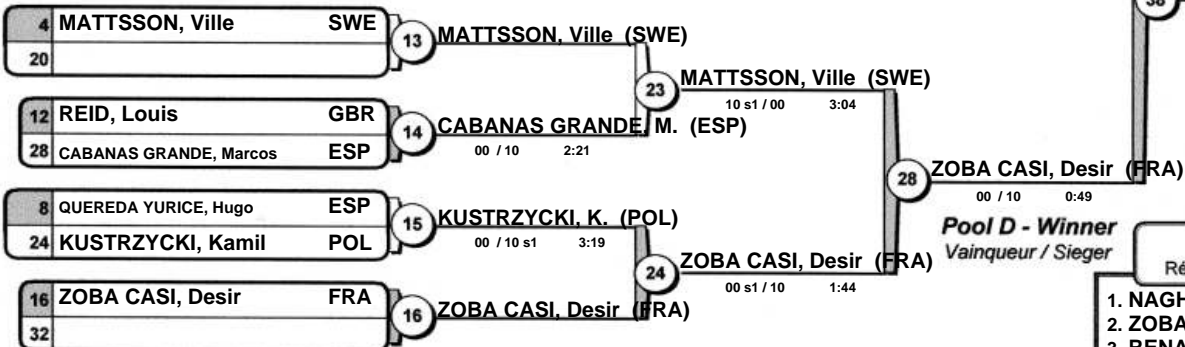 38
4 MATTSSON, Ville SWE
20
13
MATTSSON, Ville (SWE)
23
MATTSSON, Ville (SWE)
10 s1 / 00 3:04
12 REID, Louis GBR
28 CABANAS GRANDE, Marcos ESP
14
CABANAS GRANDE, M. (ESP)
00 / 10 2:21
28
ZOBA CASI, Desir (FRA)
00 / 10 0:49
8 QUEREDA YURICE, Hugo ESP
24 KUSTRZYCKI, Kamil POL
15
KUSTRZYCKI, K. (POL)
00 / 10 s1 3:19
24
ZOBA CASI, Desir (FRA)
00 s1 / 10 1:44
Pool D - Winner
Vainqueur / Sieger
16 ZOBA CASI, Desir FRA
32
16
ZOBA CASI, Desir (FRA)
1. NAGH
2. ZOBA